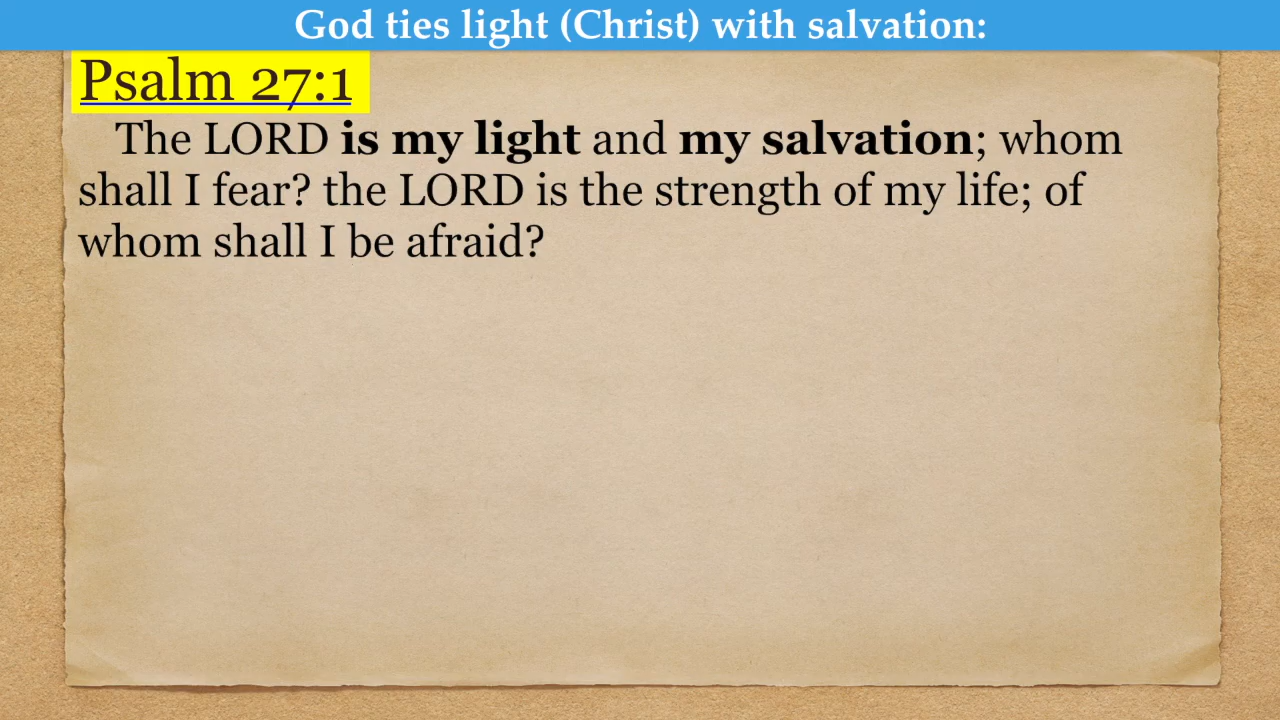 God ties light (Christ) with salvation:
Psalm 27:1
The LORD is my light and my salvation; whom
shall I fear? the LORD is the strength of my life; of
whom shall I be afraid?